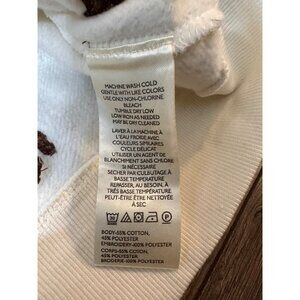 MACHINE WASH COLD
GENTLE WITH LIKE COLORS
USE ONLY NON-CHLORINE
BLEACH
TUMBLE DRY LOW
LOW IRON AS NEEDED
MAY BE DRY CLEANED
LAVER À LA MACHINE À
L'EAU FROIDE AVEC
COULEURS SIMILAIRES
CYCLE DÉLICAT
UTILISER UN AGENT DE
BLANCHIMENT SANS CHLORE
SI NÉCESSAIRE
SÉCHER PAR CULBUTAGE À
BASSE TEMPÉRATURE
REPASSER, AU BESOIN, À
TRÈS BASSE TEMPÉRATURE
PEUT-ÊTRE NETTOYÉ
À SEC
BODY-55% COTTON,
45% POLYESTER
EMBROIDERY-100% POLYESTER
CORPS-55% COTON,
45% POLYESTER
BRODERIE-100% POLYESTER